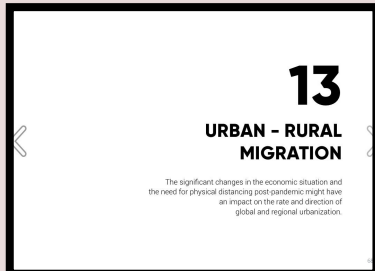 13
URBAN - RURAL
MIGRATION
The significant changes in the economic situation and
the need for physical distancing post-pandemic might have
an impact on the rate and direction of
global and regional urbanization.